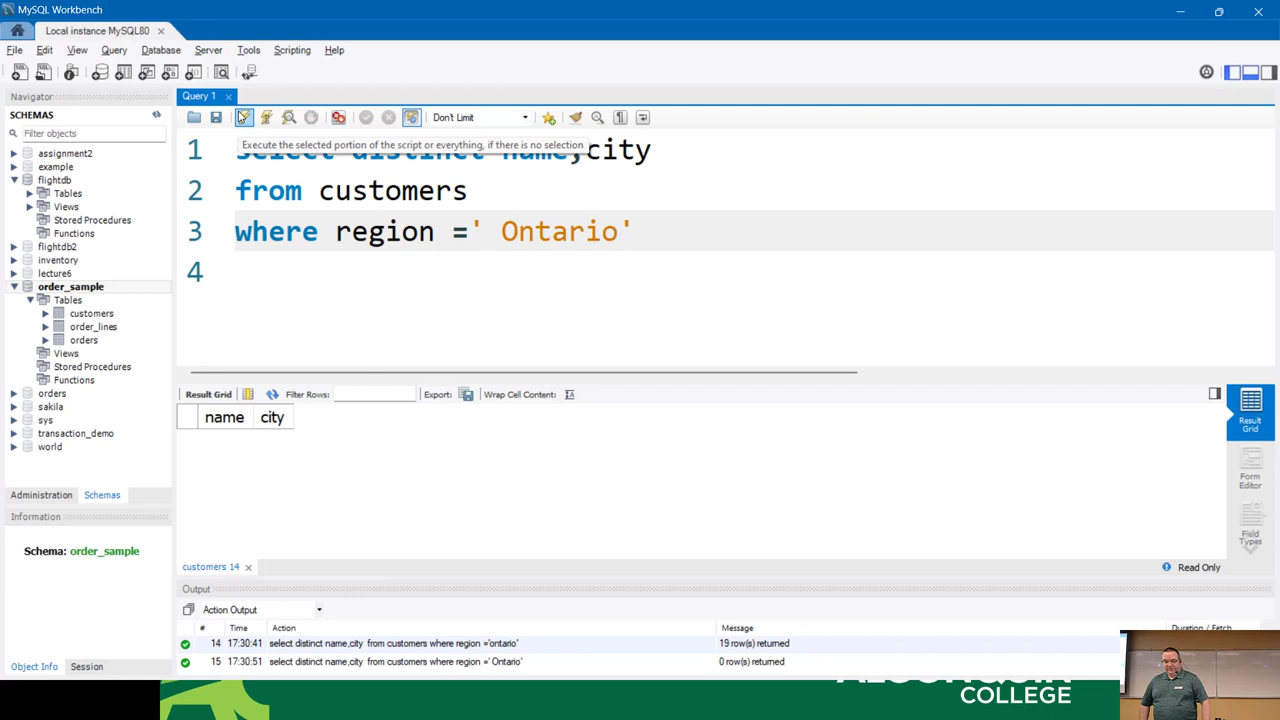 MySQL Workbench
Local instance MySQL80
File Edit View Query Database Server Tools Scripting Help
Navigator
Query 1
SCHEMAS
Filter objects
Don't Limit
Execute the selected portion of the script or everything, if there is no selection
assignment2
example
flightdb
Tables
Views
Stored Procedures
Functions
flightdb2
inventory
lecture6
order_sample
Tables
customers
order_lines
orders
Views
Stored Procedures
Functions
orders
sakila
sys
transaction_demo
world
Administration Schemas
Information
Schema: order_sample
Object Info Session
1 select distinct name,city
2 from customers
3 where region =' Ontario'
4
Result Grid Filter Rows: Export: Wrap Cell Content:
name city
Result Grid
Form Editor
Field Types
customers 14
Read Only
Output
Action Output
# Time Action Message Duration / Fetch
14 17:30:41 select distinct name,city from customers where region ='ontario' 19 row(s) returned
15 17:30:51 select distinct name,city from customers where region =' Ontario' 0 row(s) returned
ALGONQUIN
COLLEGE